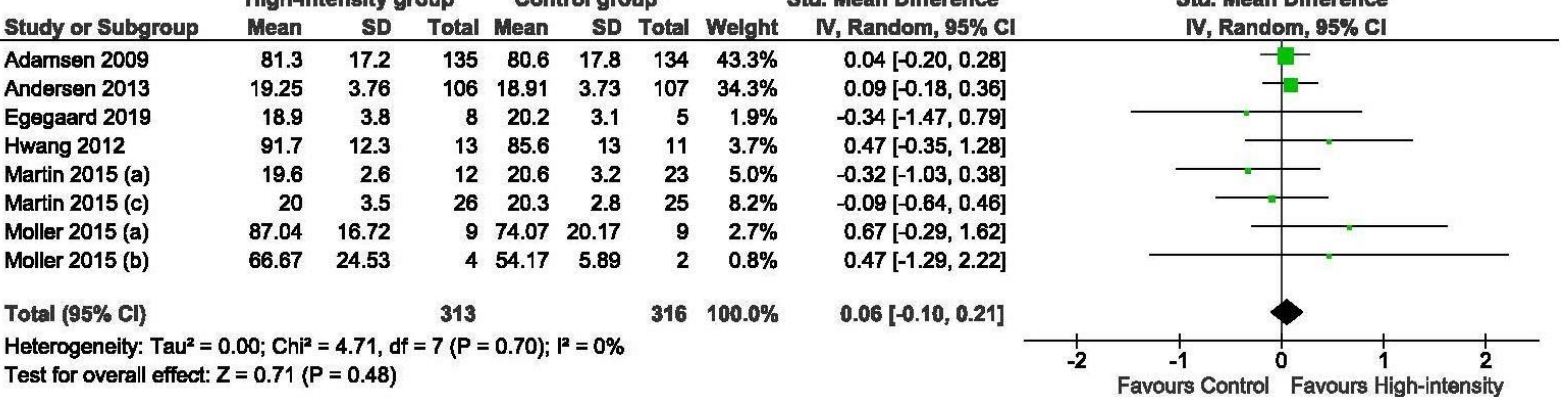 High-intensity group Control group Std. Mean Difference Std. Mean Difference
Study or Subgroup Mean SD Total Mean SD Total Weight IV, Random, 95% CI IV, Random, 95% CI
Adamsen 2009 81.3 17.2 135 80.6 17.8 134 43.3% 0.04 [-0.20, 0.28]
Andersen 2013 19.25 3.76 106 18.91 3.73 107 34.3% 0.09 [-0.18, 0.36]
Egegaard 2019 18.9 3.8 8 20.2 3.1 5 1.9% -0.34 [-1.47, 0.79]
Hwang 2012 91.7 12.3 13 85.6 13 11 3.7% 0.47 [-0.35, 1.28]
Martin 2015 (a) 19.6 2.6 12 20.6 3.2 23 5.0% -0.32 [-1.03, 0.38]
Martin 2015 (c) 20 3.5 26 20.3 2.8 25 8.2% -0.09 [-0.64, 0.46]
Moller 2015 (a) 87.04 16.72 9 74.07 20.17 9 2.7% 0.67 [-0.29, 1.62]
Moller 2015 (b) 66.67 24.53 4 54.17 5.89 2 0.8% 0.47 [-1.29, 2.22]
Total (95% CI) 313 316 100.0% 0.06 [-0.10, 0.21]
Heterogeneity: Tau² = 0.00; Chi² = 4.71, df = 7 (P = 0.70); I² = 0%
Test for overall effect: Z = 0.71 (P = 0.48)
-2 -1 0 1 2
Favours Control Favours High-intensity